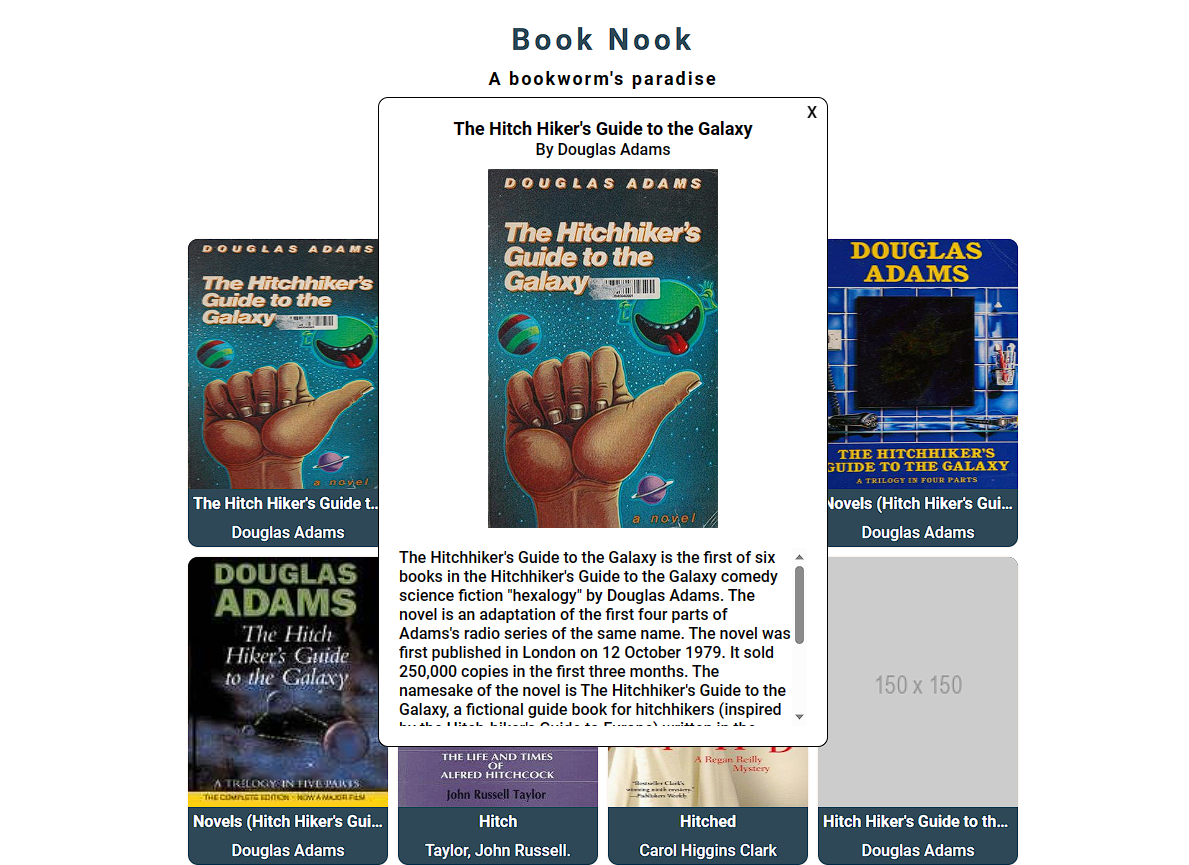 Book Nook
A bookworm's paradise
X
The Hitch Hiker's Guide to the Galaxy
By Douglas Adams
DOUGLAS ADAMS
The Hitchhiker's
Guide to the
Galaxy
a novel
The Hitchhiker's Guide to the Galaxy is the first of six
books in the Hitchhiker's Guide to the Galaxy comedy
science fiction "hexalogy" by Douglas Adams. The
novel is an adaptation of the first four parts of
Adams's radio series of the same name. The novel was
first published in London on 12 October 1979. It sold
250,000 copies in the first three months. The
namesake of the novel is The Hitchhiker's Guide to the
Galaxy, a fictional guide book for hitchhikers (inspired
by the Hitch-hiker's Guide to Europe) written in the
DOUGLAS ADAMS
The Hitchhiker's
Guide to the
Galaxy
a novel
The Hitch Hiker's Guide t..
Douglas Adams
DOUGLAS
ADAMS
THE HITCHHIKER'S
GUIDE TO THE GALAXY
A TRILOGY IN FOUR PARTS
Novels (Hitch Hiker's Gui...
Douglas Adams
DOUGLAS
ADAMS
The Hitch
Hiker's Guide
to the Galaxy
A TRILOGY IN FIVE PARTS
THE COMPLETE EDITION - NOW A MAJOR FILM
Novels (Hitch Hiker's Gui...
Douglas Adams
THE LIFE AND TIMES
OF
ALFRED HITCHCOCK
John Russell Taylor
Hitch
Taylor, John Russell.
A Regan Reilly
Mystery
"Bestseller Clark's
winning ninth mystery."
—Publishers Weekly
Hitched
Carol Higgins Clark
150 x 150
Hitch Hiker's Guide to th...
Douglas Adams